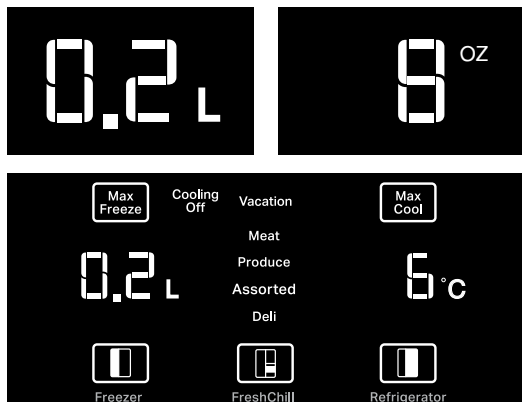 0.2 L
8 OZ
Max Freeze
Cooling Off
Vacation
Max Cool
Meat
Produce
Assorted
Deli
0.2 L
6 °C
Freezer
FreshChill
Refrigerator